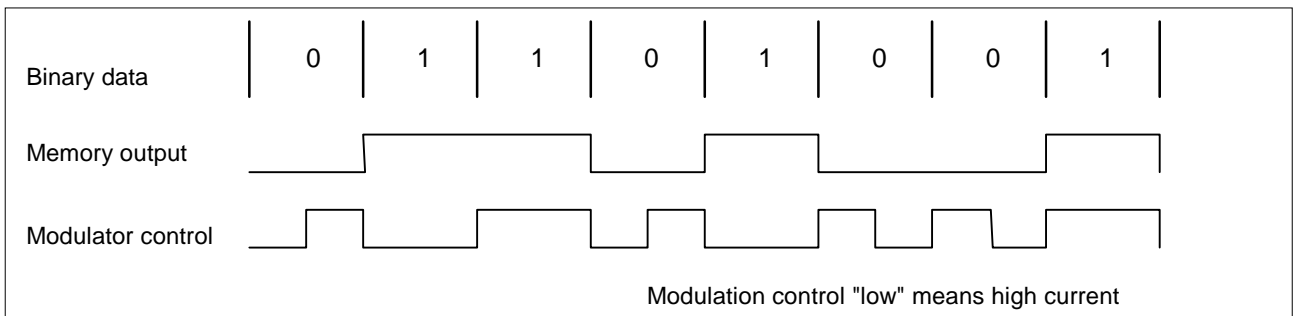 Binary data 0 1 1 0 1 0 0 1
Memory output
Modulator control
Modulation control "low" means high current